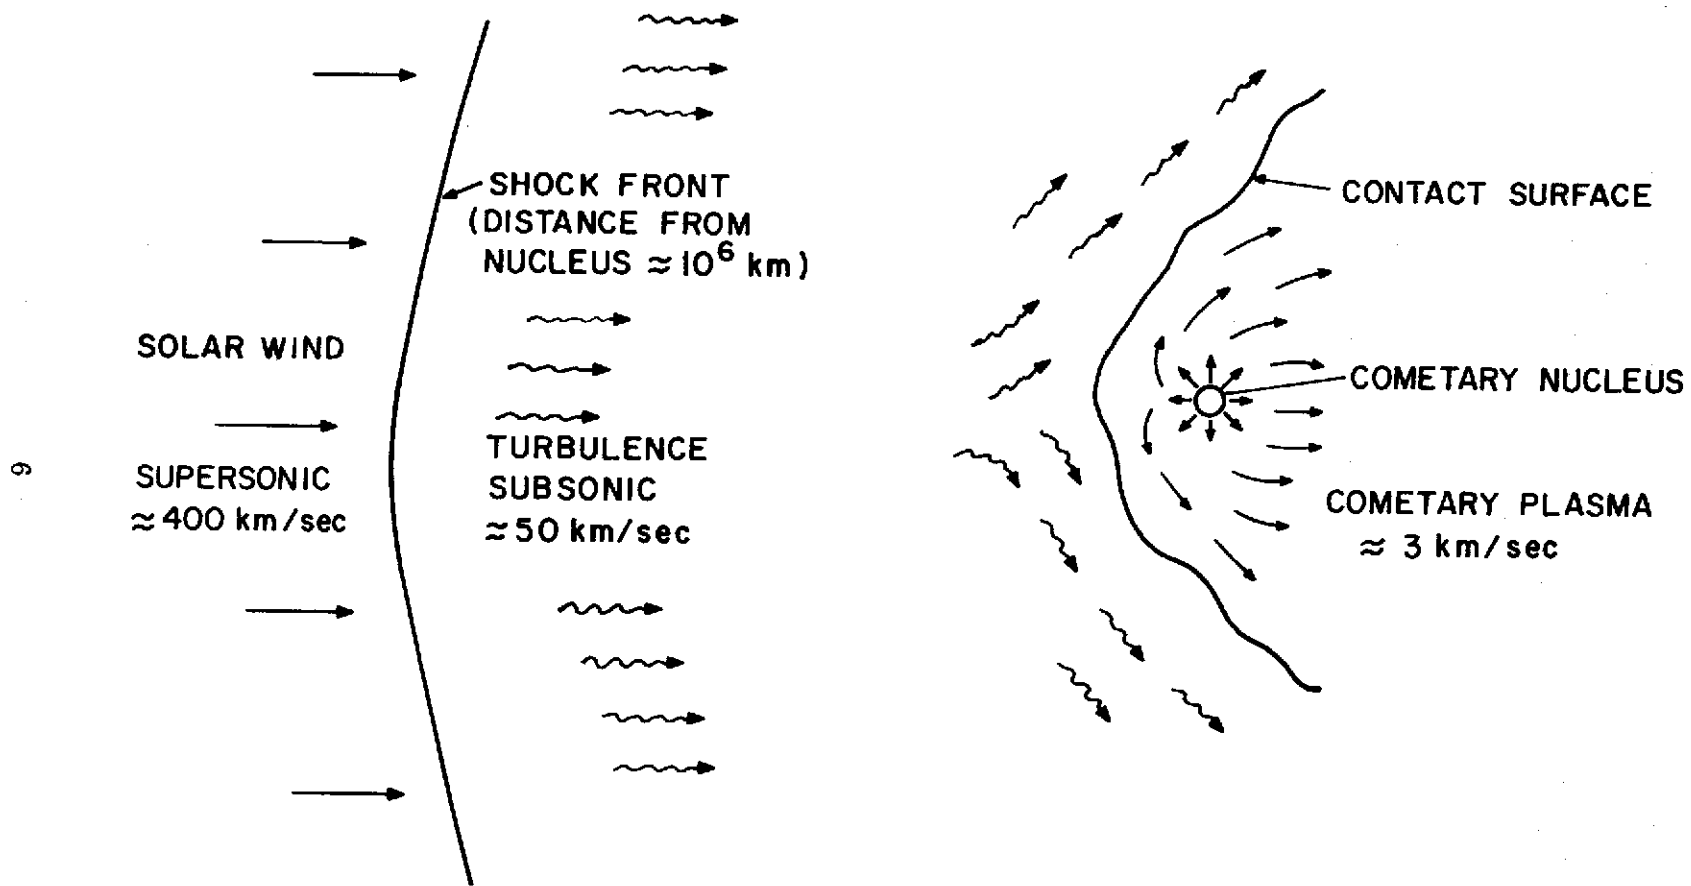 SHOCK FRONT
(DISTANCE FROM
NUCLEUS ≈ 10⁶ km)
CONTACT SURFACE
SOLAR WIND
COMETARY NUCLEUS
SUPERSONIC
≈ 400 km/sec
TURBULENCE
SUBSONIC
≈ 50 km/sec
COMETARY PLASMA
≈ 3 km/sec
9